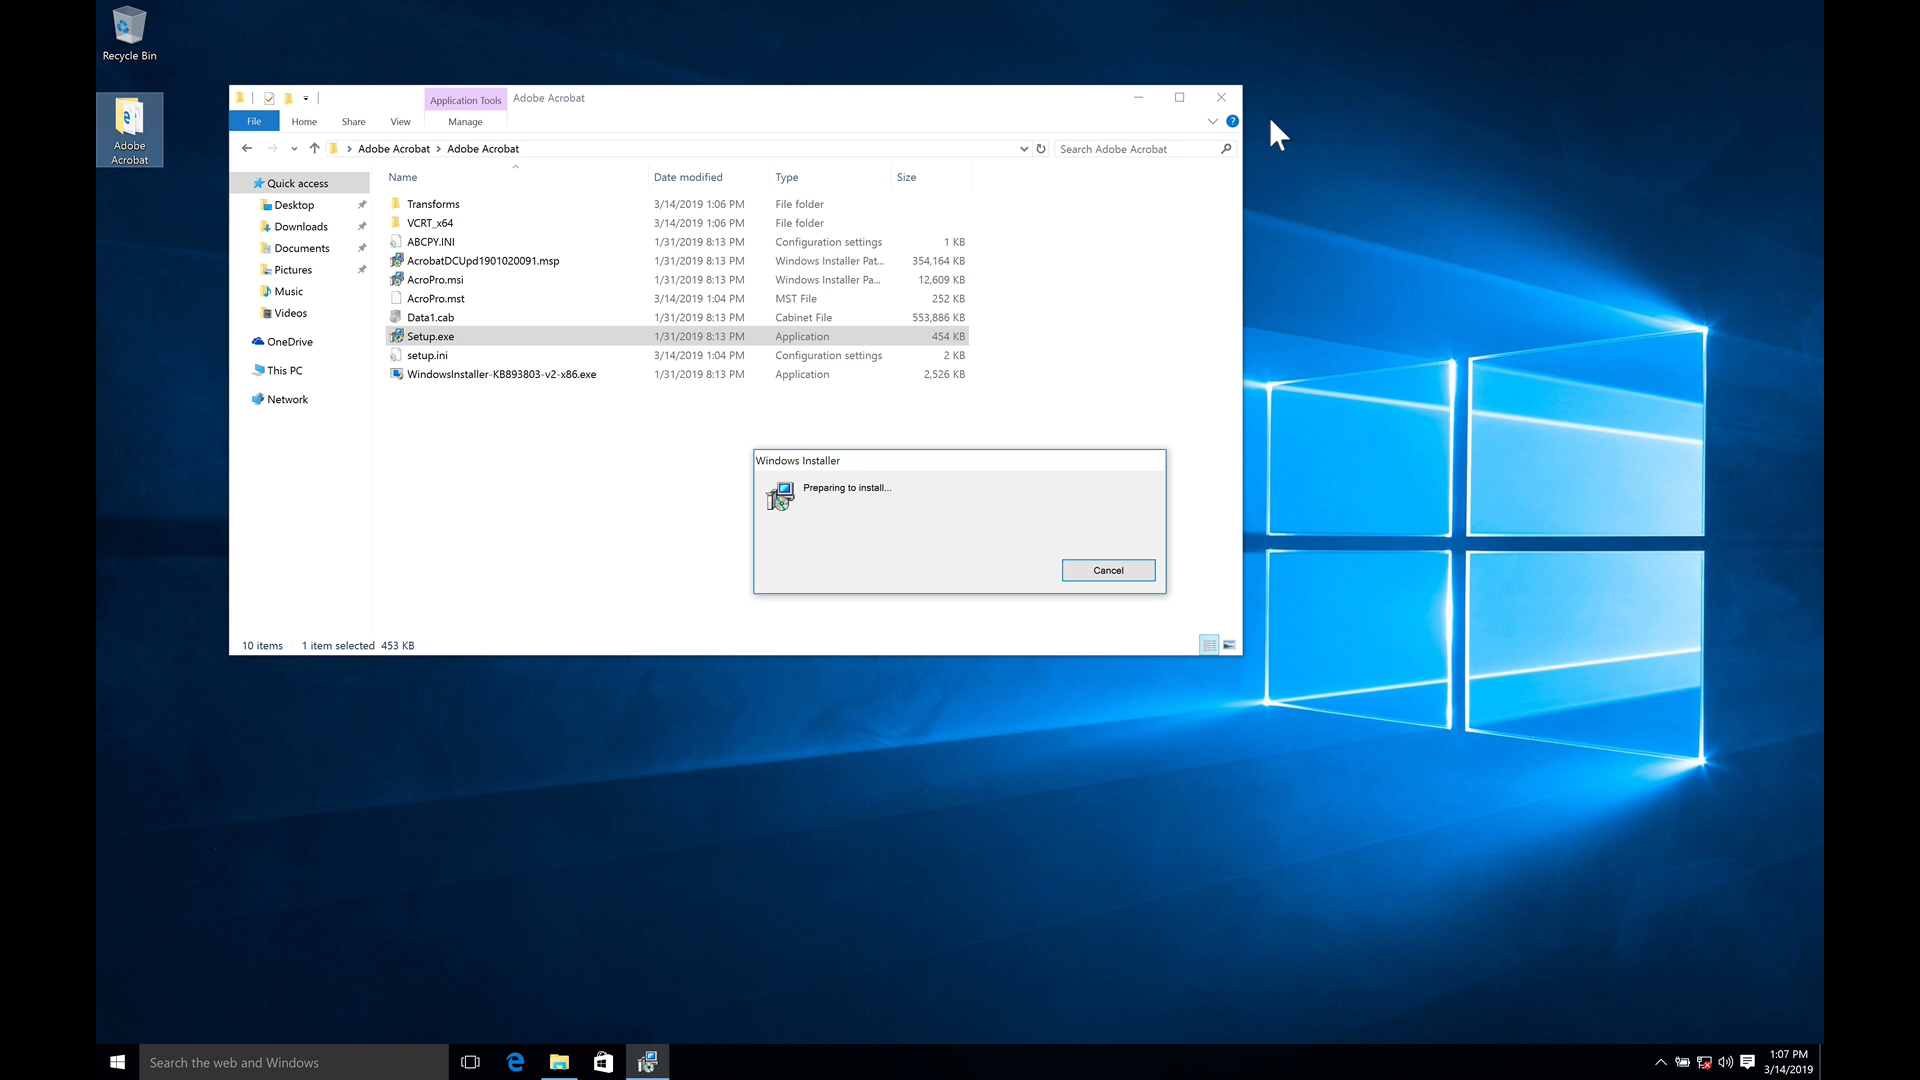 Recycle Bin
Adobe
Acrobat
Application Tools
Adobe Acrobat
File
Home
Share
View
Manage
Adobe Acrobat
Adobe Acrobat
Search Adobe Acrobat
Quick access
Desktop
Downloads
Documents
Pictures
Music
Videos
OneDrive
This PC
Network
Name Date modified Type Size
Transforms 3/14/2019 1:06 PM File folder
VCRT_x64 3/14/2019 1:06 PM File folder
ABCPY.INI 1/31/2019 8:13 PM Configuration settings 1 KB
AcrobatDCUpd1901020091.msp 1/31/2019 8:13 PM Windows Installer Pat... 354,164 KB
AcroPro.msi 1/31/2019 8:13 PM Windows Installer Pa... 12,609 KB
AcroPro.mst 3/14/2019 1:04 PM MST File 252 KB
Data1.cab 1/31/2019 8:13 PM Cabinet File 553,886 KB
Setup.exe 1/31/2019 8:13 PM Application 454 KB
setup.ini 3/14/2019 1:04 PM Configuration settings 2 KB
WindowsInstaller-KB893803-v2-x86.exe 1/31/2019 8:13 PM Application 2,526 KB
Windows Installer
Preparing to install...
Cancel
10 items 1 item selected 453 KB
Search the web and Windows
1:07 PM
3/14/2019